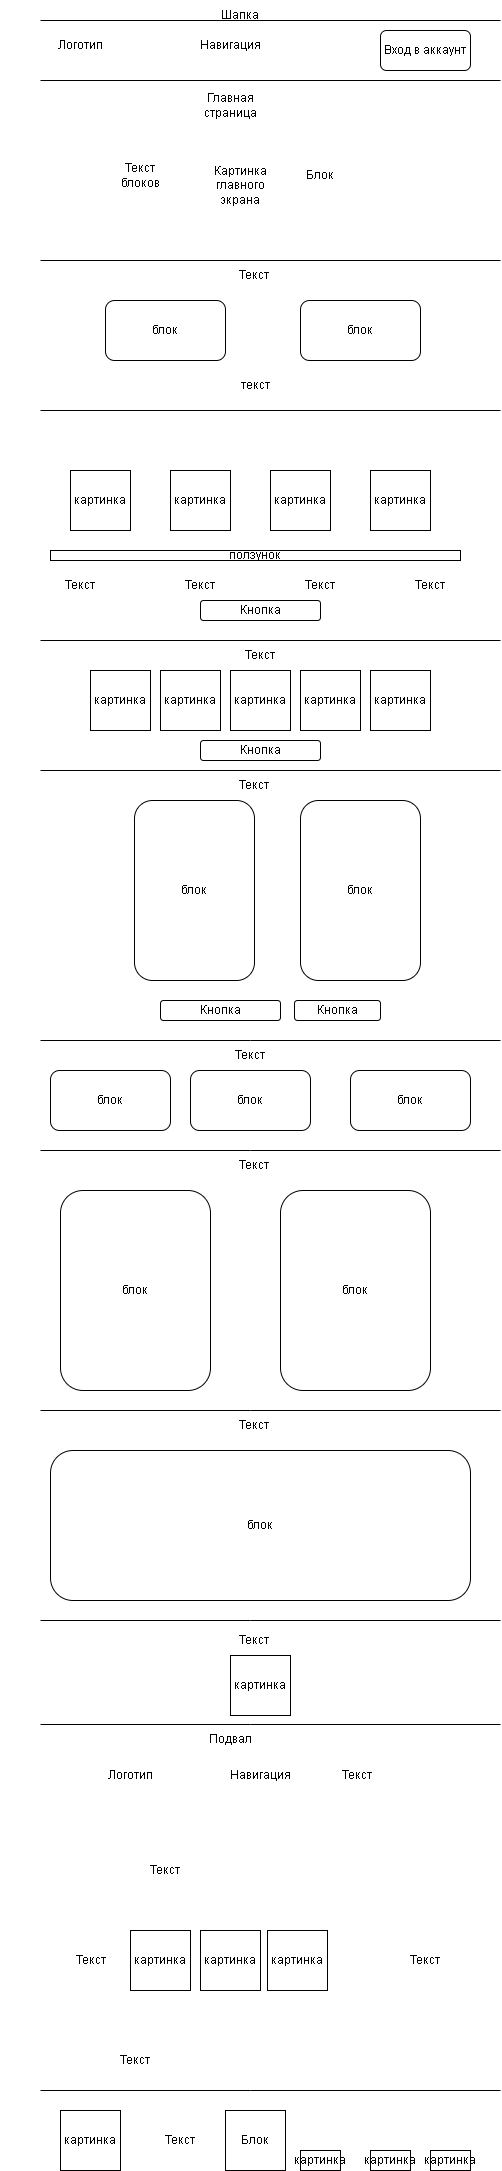 Шапка
Логотип
Навигация
Вход в аккаунт
Главная
страница
Текст
блоков
Картинка
главного
экрана
Блок
Текст
блок
блок
текст
картинка
картинка
картинка
картинка
ползунок
Текст
Текст
Текст
Текст
Кнопка
Текст
картинка
картинка
картинка
картинка
картинка
Кнопка
Текст
блок
блок
Кнопка
Кнопка
Текст
блок
блок
блок
Текст
блок
блок
Текст
блок
Текст
картинка
Подвал
Логотип
Навигация
Текст
Текст
Текст
картинка
картинка
картинка
Текст
Текст
картинка
Текст
Блок
картинка
картинка
картинка